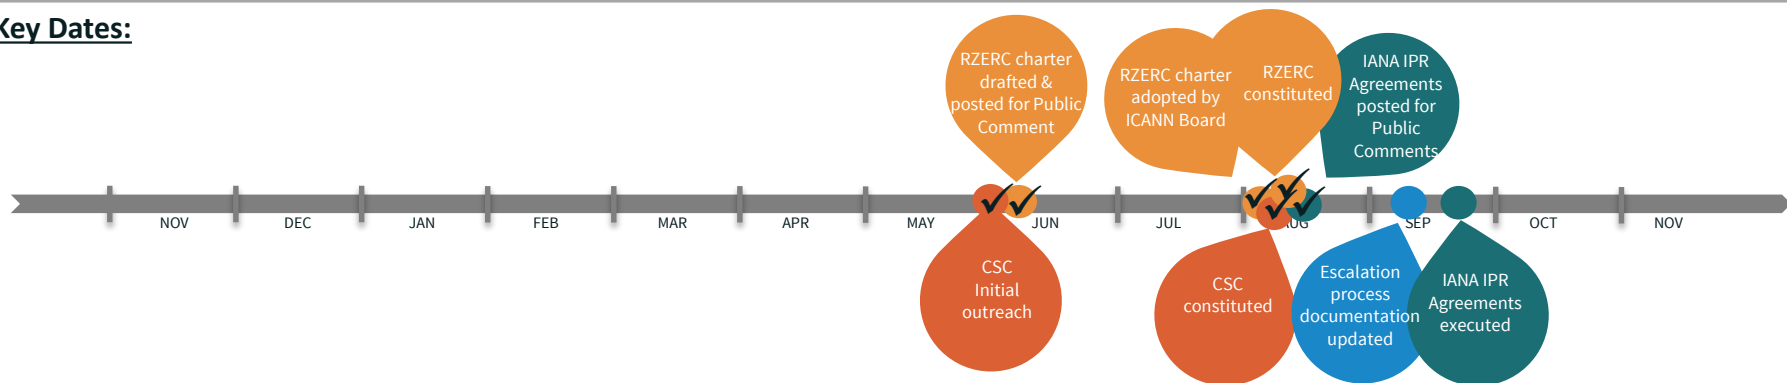 Key Dates:
RZERC charter
drafted &
posted for Public
Comment
RZERC charter
adopted by
ICANN Board
RZERC
constituted
IANA IPR
Agreements
posted for
Public
Comments
NOV
DEC
JAN
FEB
MAR
APR
MAY
JUN
JUL
AUG
SEP
OCT
NOV
CSC
Initial
outreach
CSC
constituted
Escalation
process
documentation
updated
IANA IPR
Agreements
executed